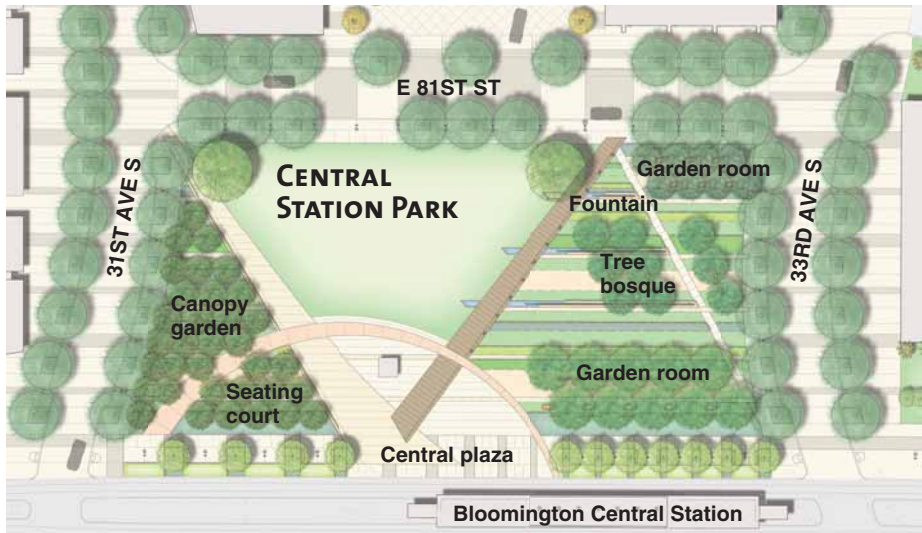 E 81ST ST
CENTRAL
STATION PARK
Garden room
31ST AVE S
33RD AVE S
Fountain
Tree
bosque
Canopy
garden
Garden room
Seating
court
Central plaza
Bloomington Central Station